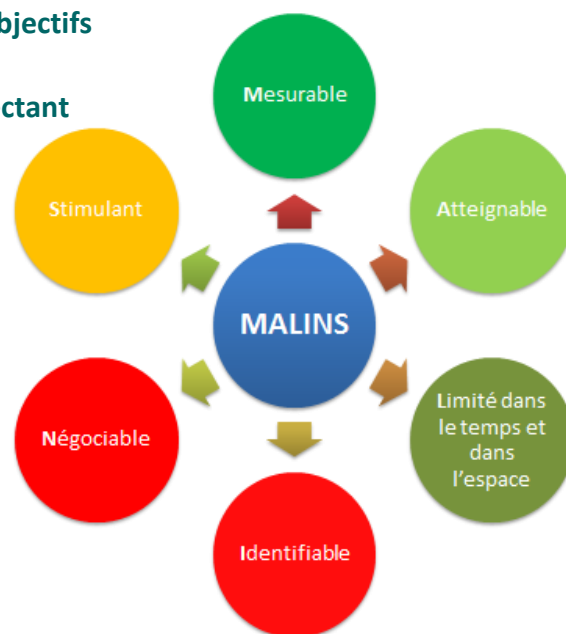 bjectifs
ctant
Mesurable
Stimulant
Atteignable
MALINS
Négociable
Limité dans
le temps et
dans
l'espace
Identifiable